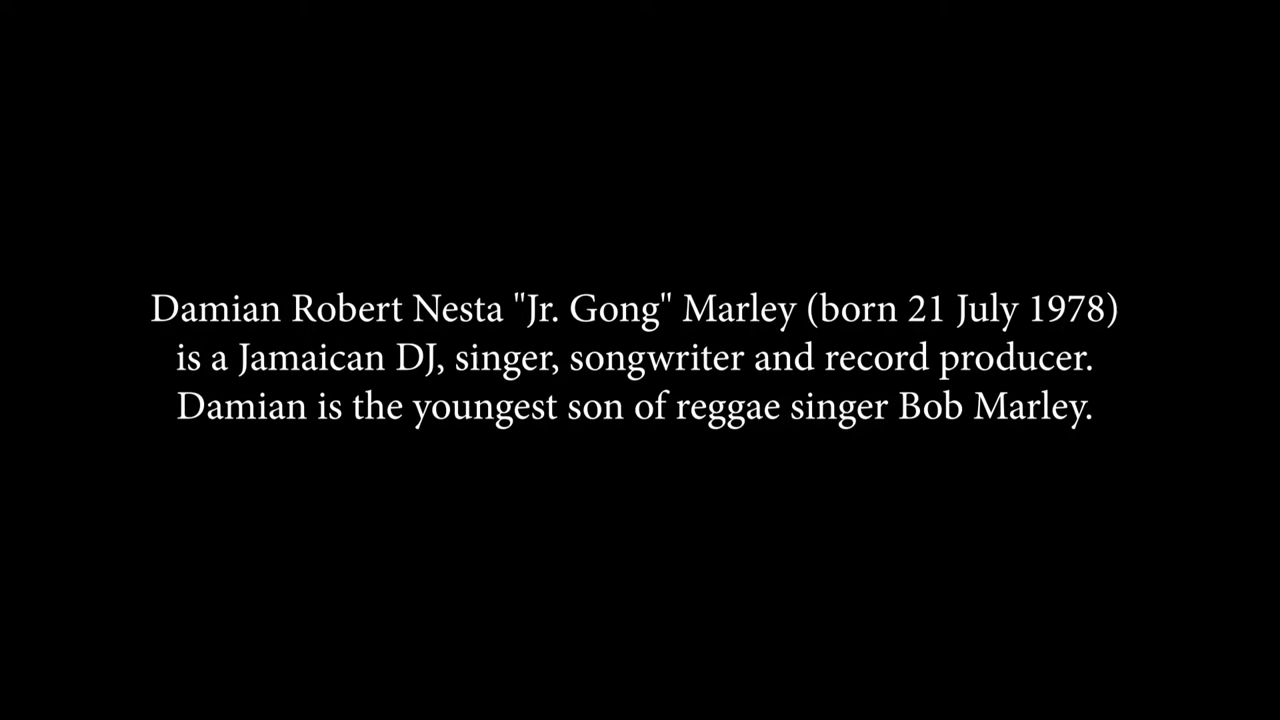 Damian Robert Nesta "Jr. Gong" Marley (born 21 July 1978)
is a Jamaican DJ, singer, songwriter and record producer.
Damian is the youngest son of reggae singer Bob Marley.